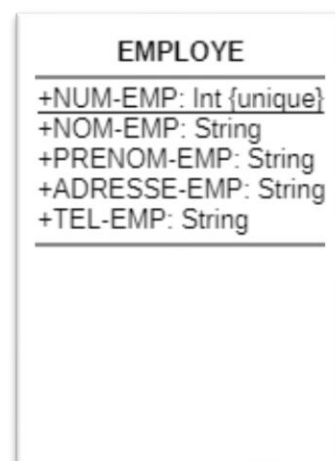 EMPLOYE
+NUM-EMP: Int {unique}
+NOM-EMP: String
+PRENOM-EMP: String
+ADRESSE-EMP: String
+TEL-EMP: String